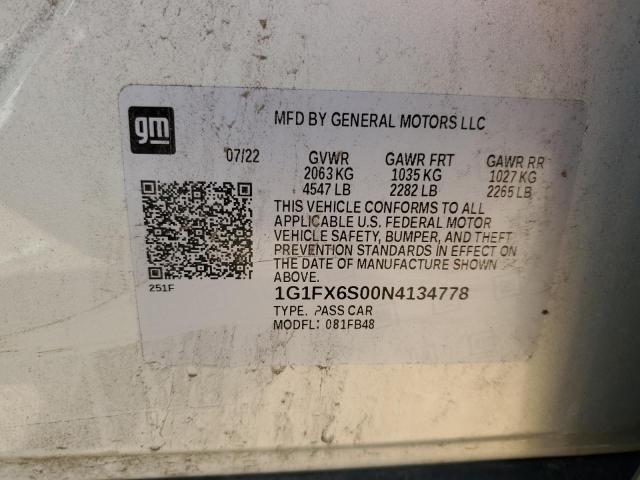 gm
MFD BY GENERAL MOTORS LLC
07/22 GVWR GAWR FRT GAWR RR
2063 KG 1035 KG 1027 KG
4547 LB 2282 LB 2265 LB
THIS VEHICLE CONFORMS TO ALL
APPLICABLE U.S. FEDERAL MOTOR
VEHICLE SAFETY, BUMPER, AND THEFT
PREVENTION STANDARDS IN EFFECT ON
THE DATE OF MANUFACTURE SHOWN
ABOVE.
251F
1G1FX6S00N4134778
TYPE: PASS CAR
MODEL: 081FB48